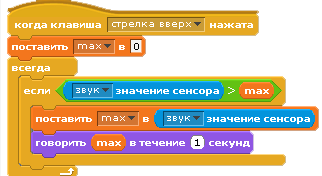 когда клавиша стрелка вверх нажата
поставить max в 0
всегда
если звук значение сенсора > max
поставить max в звук значение сенсора
говорить max в течение 1 секунд